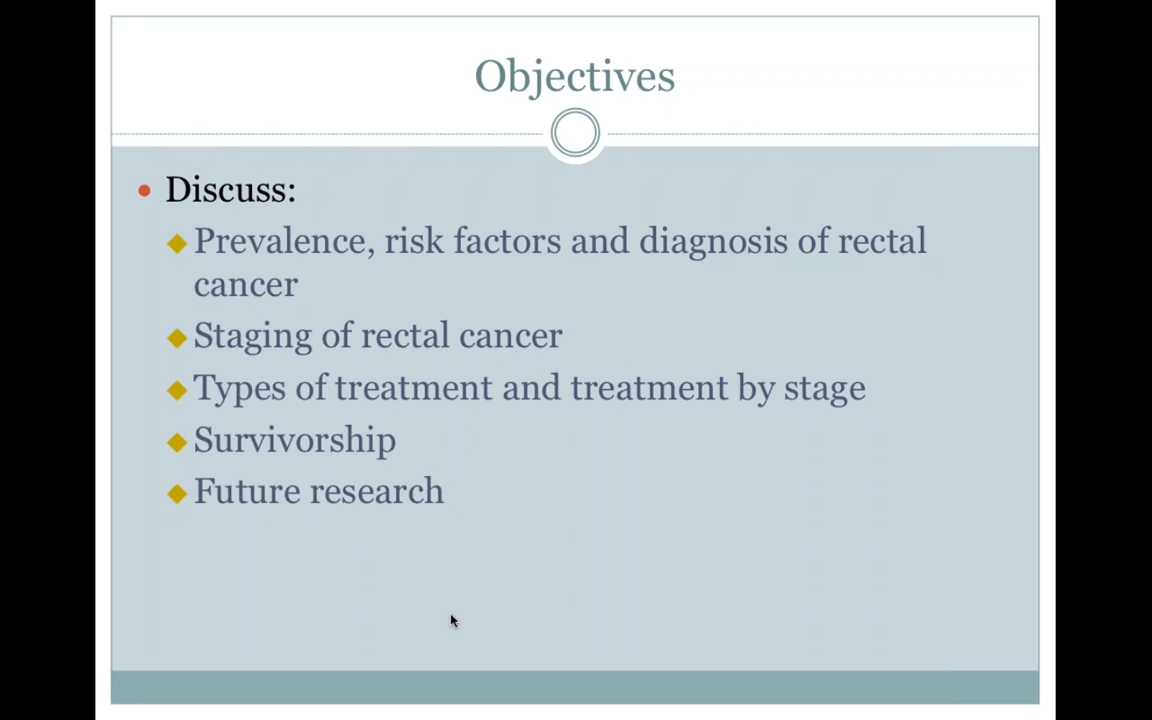 Objectives
Discuss:
Prevalence, risk factors and diagnosis of rectal
cancer
Staging of rectal cancer
Types of treatment and treatment by stage
Survivorship
Future research